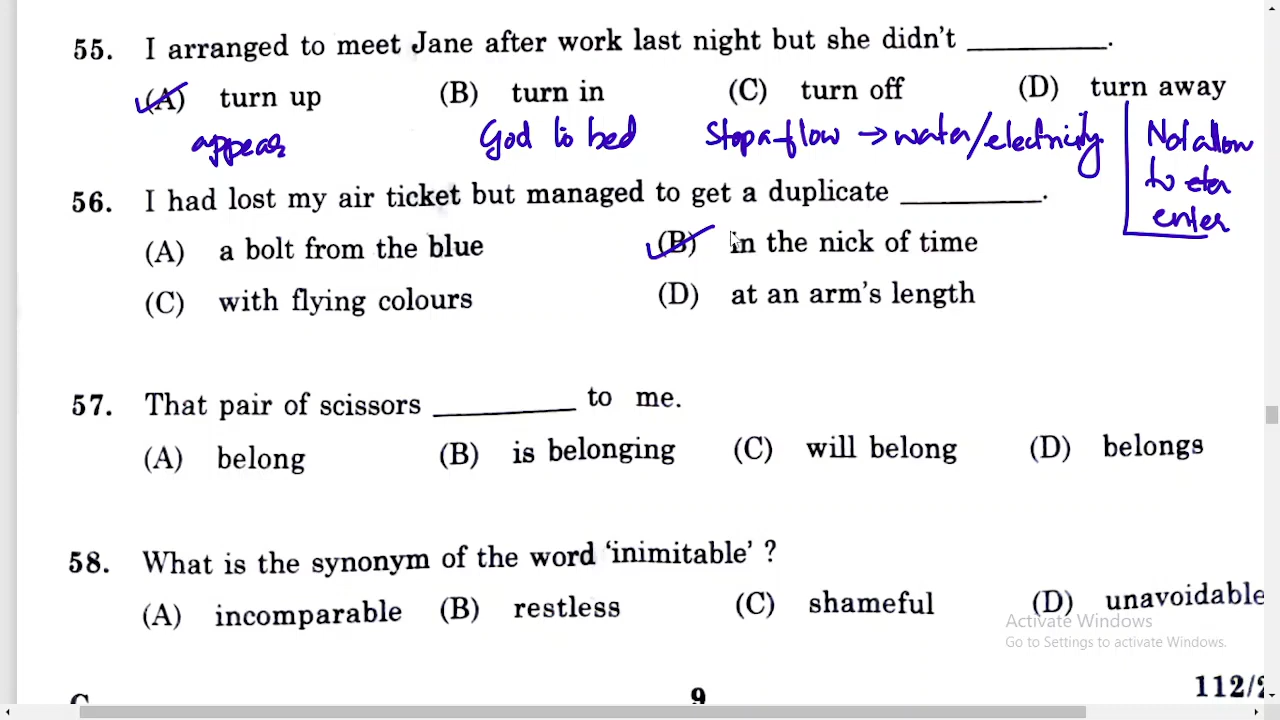 55. I arranged to meet Jane after work last night but she didn't __________.
(A) turn up (B) turn in (C) turn off (D) turn away
appear God to bed Stop a flow → water/electricity Not allow
to
enter
56. I had lost my air ticket but managed to get a duplicate __________.
(A) a bolt from the blue (B) in the nick of time
(C) with flying colours (D) at an arm's length
57. That pair of scissors __________ to me.
(A) belong (B) is belonging (C) will belong (D) belongs
58. What is the synonym of the word 'inimitable' ?
(A) incomparable (B) restless (C) shameful (D) unavoidable
Activate Windows
Go to Settings to activate Windows.
C 9 112/2